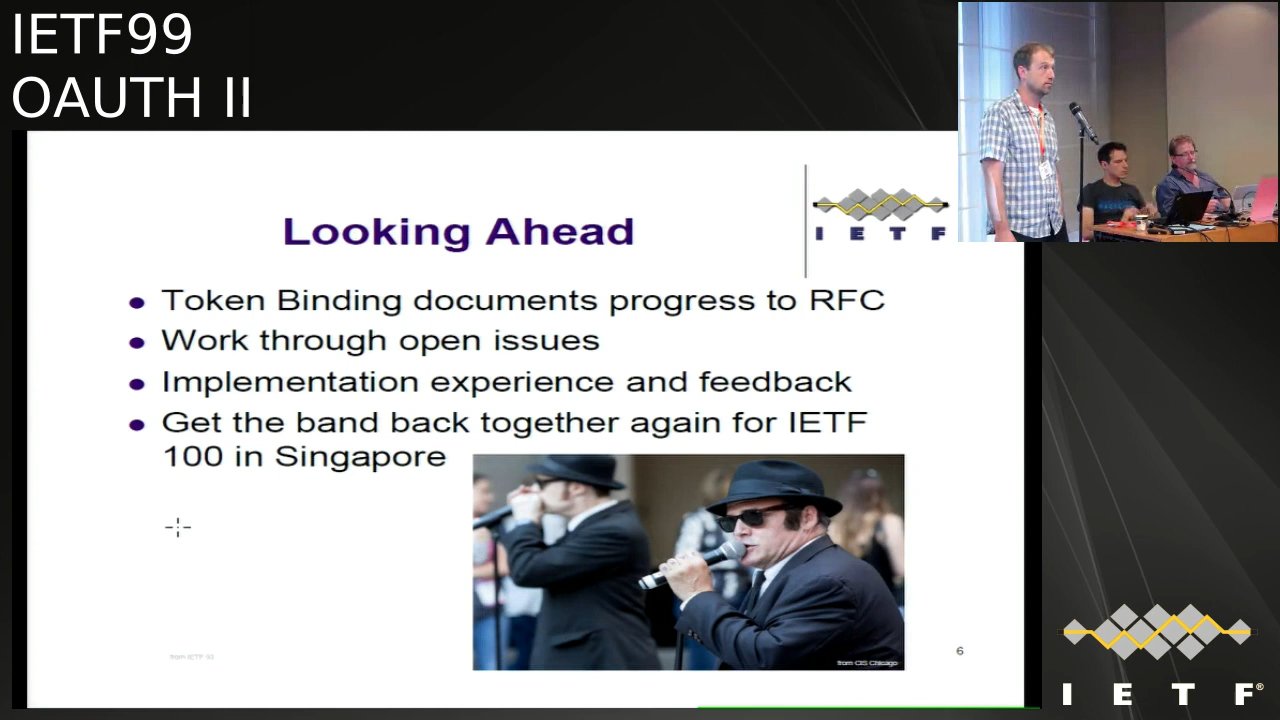 IETF99
OAUTH II
Looking Ahead
I E T F
Token Binding documents progress to RFC
Work through open issues
Implementation experience and feedback
Get the band back together again for IETF
100 in Singapore
from CIS Chicago
6
I E T F®